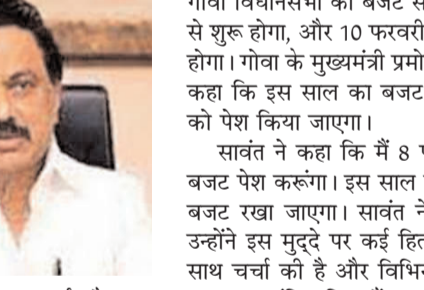 गोवा विधानसभा का बजट
से शुरू होगा, और 10 फरवरी
होगा। गोवा के मुख्यमंत्री
कहा कि इस साल का बजट
को पेश किया जाएगा।
सावंत ने कहा कि मैं 8
बजट पेश करूंगा। इस साल
बजट रखा जाएगा। सावंत
उन्होंने इस मुद्दे पर कई
साथ चर्चा की है और